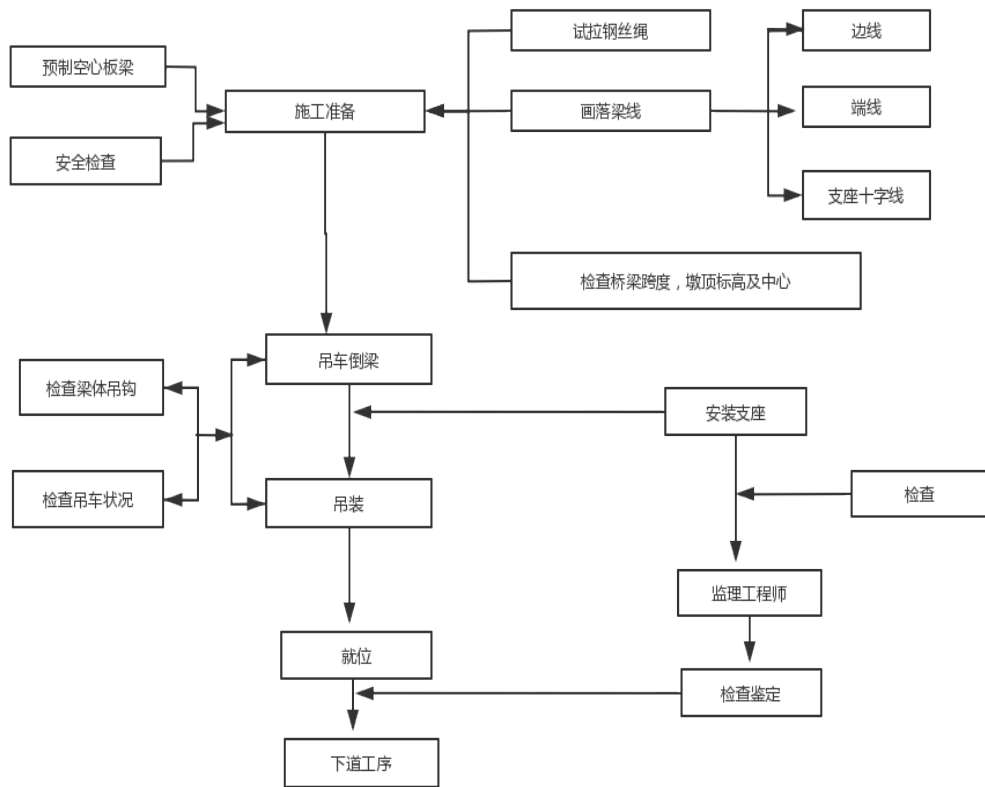 试拉钢丝绳
边线
预制空心板梁
施工准备
画落梁线
端线
安全检查
支座十字线
检查桥梁跨度，墩顶标高及中心
吊车倒梁
检查梁体吊钩
安装支座
检查吊车状况
吊装
检查
监理工程师
就位
检查鉴定
下道工序